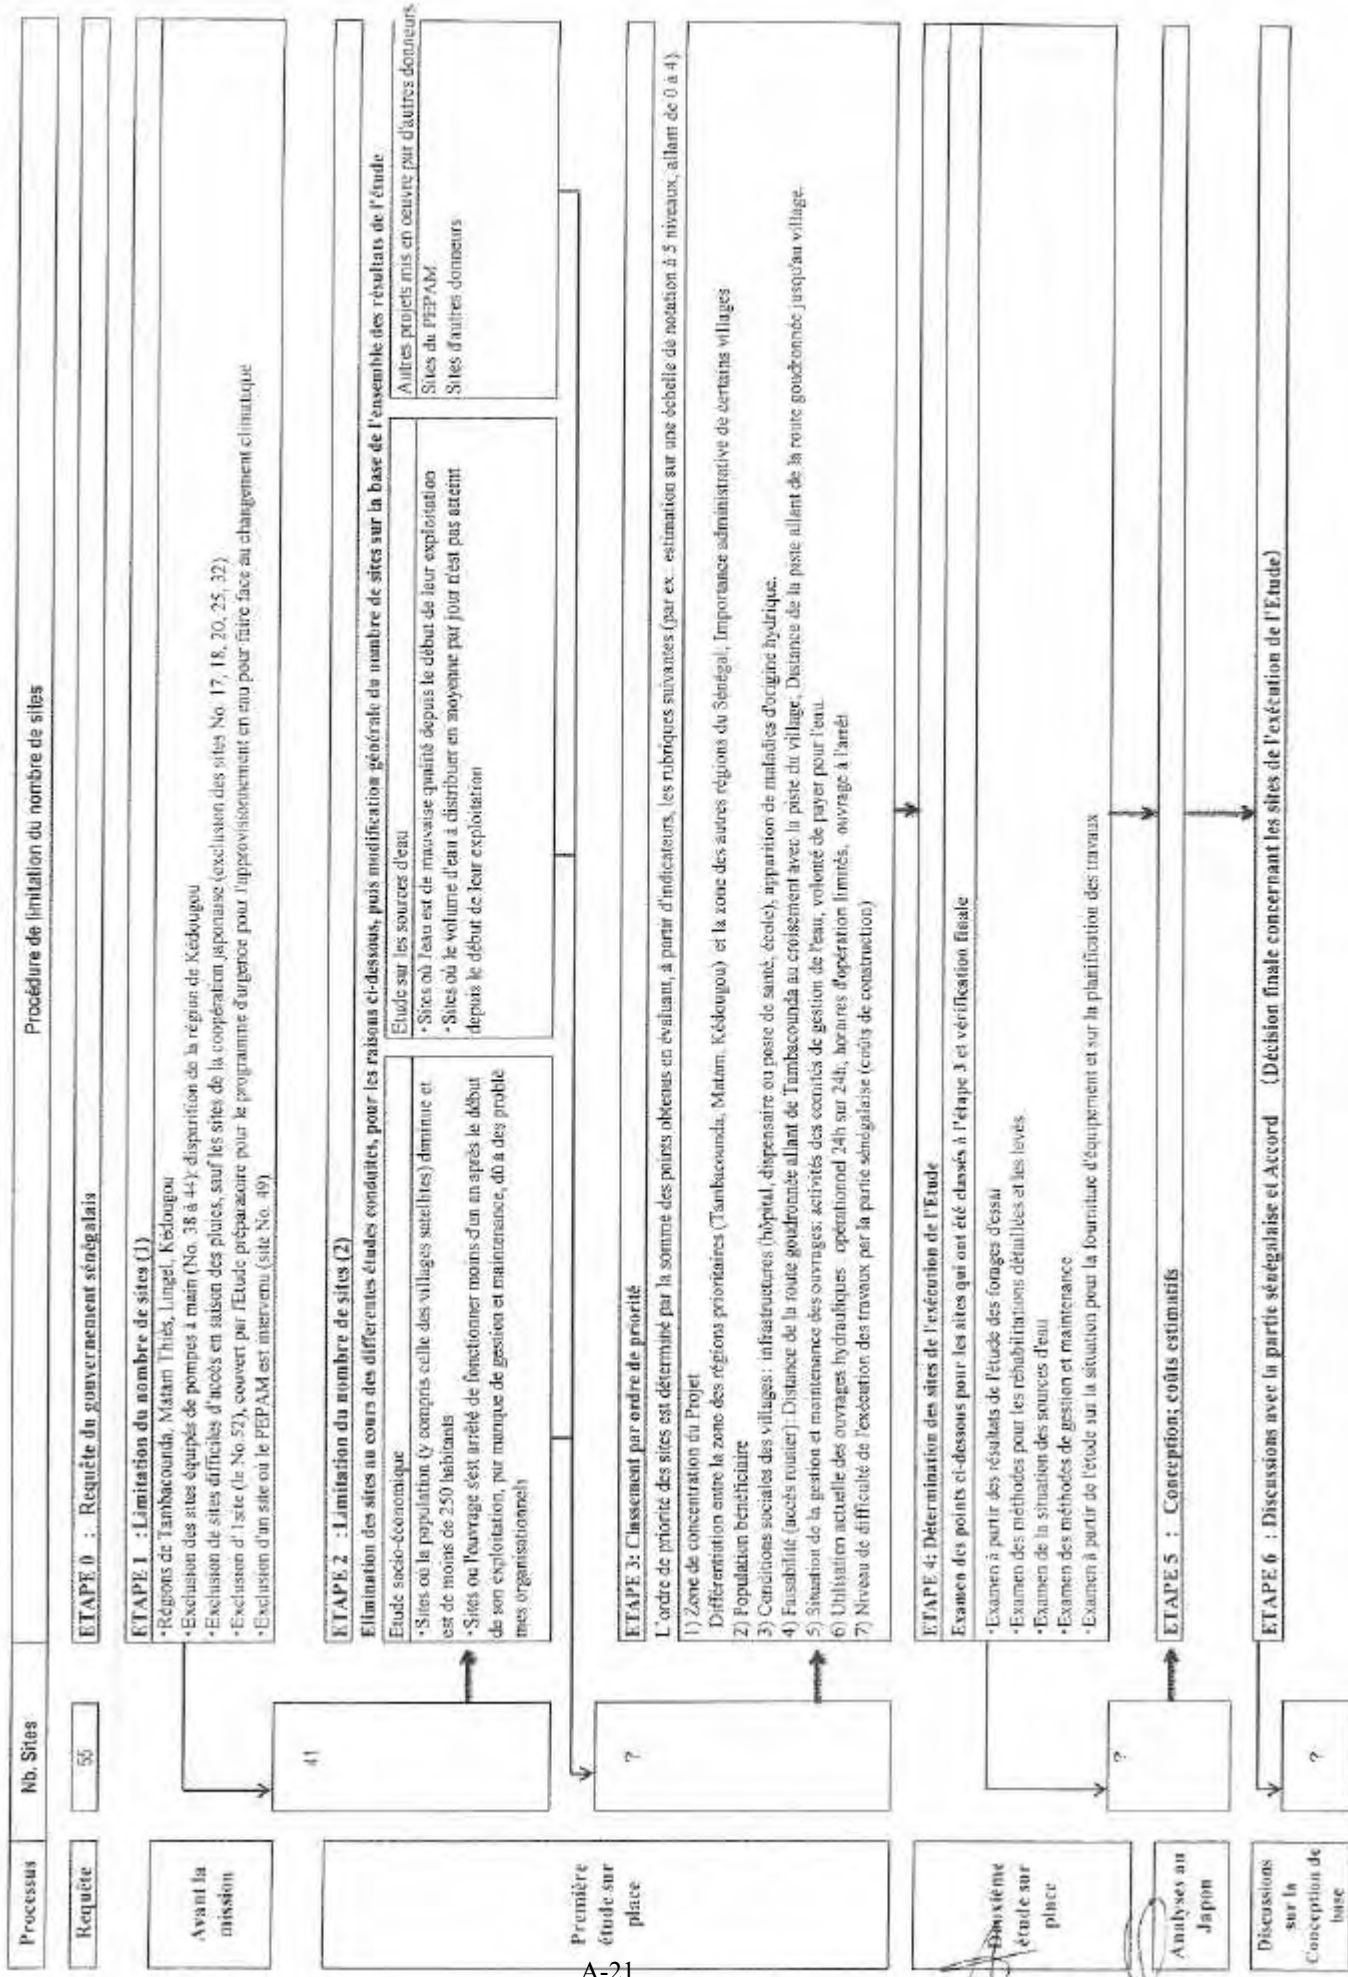 Processus
Nb. Sites
Procédure de limitation du nombre de sites
Requête
55
ETAPE 0 : Requête du gouvernement sénégalais
Avant la
mission
ETAPE 1 : Limitation du nombre de sites (1)
• Régions de Tambacounda, Matam Thiès, Linguel, Kédougou
• Exclusion des sites équipés de pompes à main (No. 38 à 44): disparition de la région de Kédougou
• Exclusion de sites difficiles d'accès en saison des pluies, sauf les sites de la coopération japonaise (exclusion des sites No. 17, 18, 20, 25, 32)
• Exclusion d'1site (le No.52), couvert par l'Etude préparatoire pour le programme d'urgence pour l'approvisionnement en eau pour faire face au changement climatique
• Exclusion d'un site où le PEPAM est intervenu (site No. 49)
41
Première
étude sur
place
ETAPE 2 : Limitation du nombre de sites (2)
Elimination des sites au cours des differentes études conduites, pour les raisons ci-dessous, puis modification générale du nombre de sites sur la base de l'ensemble des résultats de l'étude
Etude socio-économique
• Sites où la population (y compris celle des villages satellites) diminue et
est de moins de 250 habitants
• Sites ou l'ouvrage s'est arrêté de fonctionner moins d'un an après le début
de son exploitation, par manque de gestion et maintenance, dû à des problè
mes organisationnels
Etude sur les sources d'eau
• Sites où l'eau est de mauvaise qualité depuis le début de leur exploitation
• Sites où le volume d'eau à distribuer en moyenne par jour n'est pas atteint
depuis le début de leur exploitation
Autres projets mis en oeuvre par d'autres donneurs
Sites du PEPAM
Sites d'autres donneurs
?
ETAPE 3: Classement par ordre de priorité
L'ordre de priorité des sites est déterminé par la somme des points obtenus en évaluant, à partir d'indicateurs, les rubriques suivantes (par ex.: estimation sur une échelle de notation à 5 niveaux, allant de 0 à 4).
1) Zone de concentration du Projet
Différentiation entre la zone des régions prioritaires (Tambacounda, Matam, Kédougou) et la zone des autres régions du Sénégal; Importance administrative de certains villages
2) Population bénéficiaire
3) Conditions sociales des villages : infrastructures (hôpital, dispensaire ou poste de santé, école), apparition de maladies d'origine hydrique.
4) Faisabilité (accès routier): Distance de la route goudronnée allant de Tambacounda au croisement avec la piste du village; Distance de la piste allant de la route goudronnée jusqu'au village.
5) Situation de la gestion et maintenance des ouvrages: activités des comités de gestion de l'eau, volonté de payer pour l'eau.
6) Utilisation actuelle des ouvrages hydrauliques opérationnel 24h sur 24h, horaires d'opération limités, ouvrage à l'arrêt
7) Niveau de difficulté de l'exécution des travaux par la partie sénégalaise (coûts de construction)
Deuxième
étude sur
place
ETAPE 4: Détermination des sites de l'exécution de l'Etude
Examen des points ci-dessous pour les sites qui ont été classés à l'étape 3 et vérification finale
• Examen à partir des résultats de l'étude des forages d'essai
• Examen des méthodes pour les réhabilitations détaillées et les levés.
• Examen de la situation des sources d'eau
• Examen des méthodes de gestion et maintenance
• Examen à partir de l'étude sur la situation pour la fourniture d'équipement et sur la planification des travaux
?
Analyses au
Japon
ETAPE 5 : Conception; coûts estimatifs
Discussions
sur la
Conception de
base
?
ETAPE 6 : Discussions avec la partie sénégalaise et Accord (Décision finale concernant les sites de l'exécution de l'Etude)
A-21